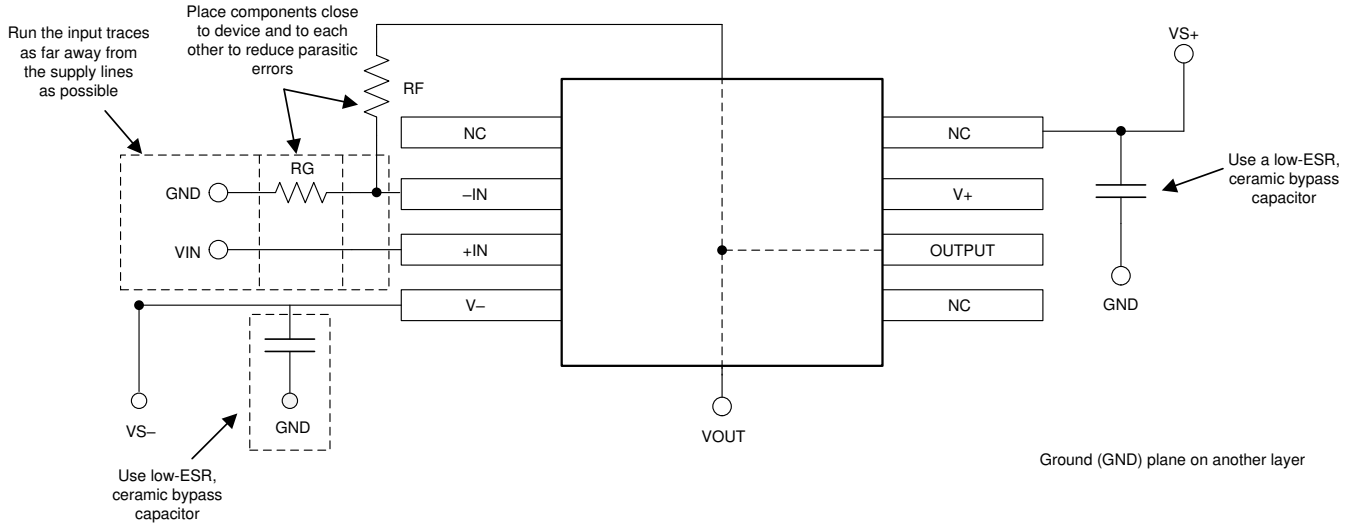 Place components close
to device and to each
other to reduce parasitic
errors
Run the input traces
as far away from
the supply lines
as possible
VS+
RF
NC
NC
Use a low-ESR,
ceramic bypass
capacitor
RG
GND
–IN
V+
VIN
+IN
OUTPUT
V–
NC
GND
GND
VS–
VOUT
Use low-ESR,
ceramic bypass
capacitor
Ground (GND) plane on another layer